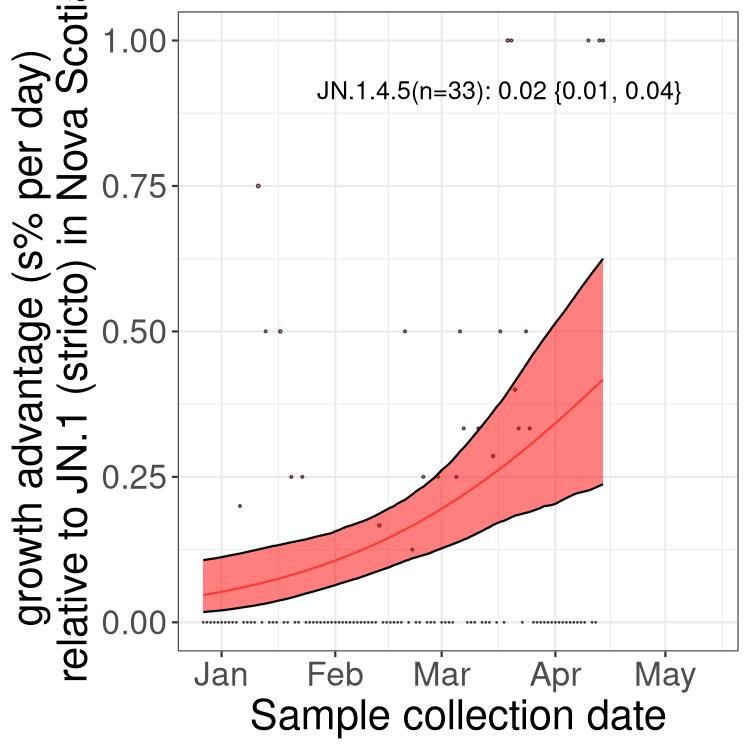 growth advantage (s% per day)
relative to JN.1 (stricto) in Nova Scotia
1.00
0.75
0.50
0.25
0.00
JN.1.4.5(n=33): 0.02 {0.01, 0.04}
Jan Feb Mar Apr May
Sample collection date